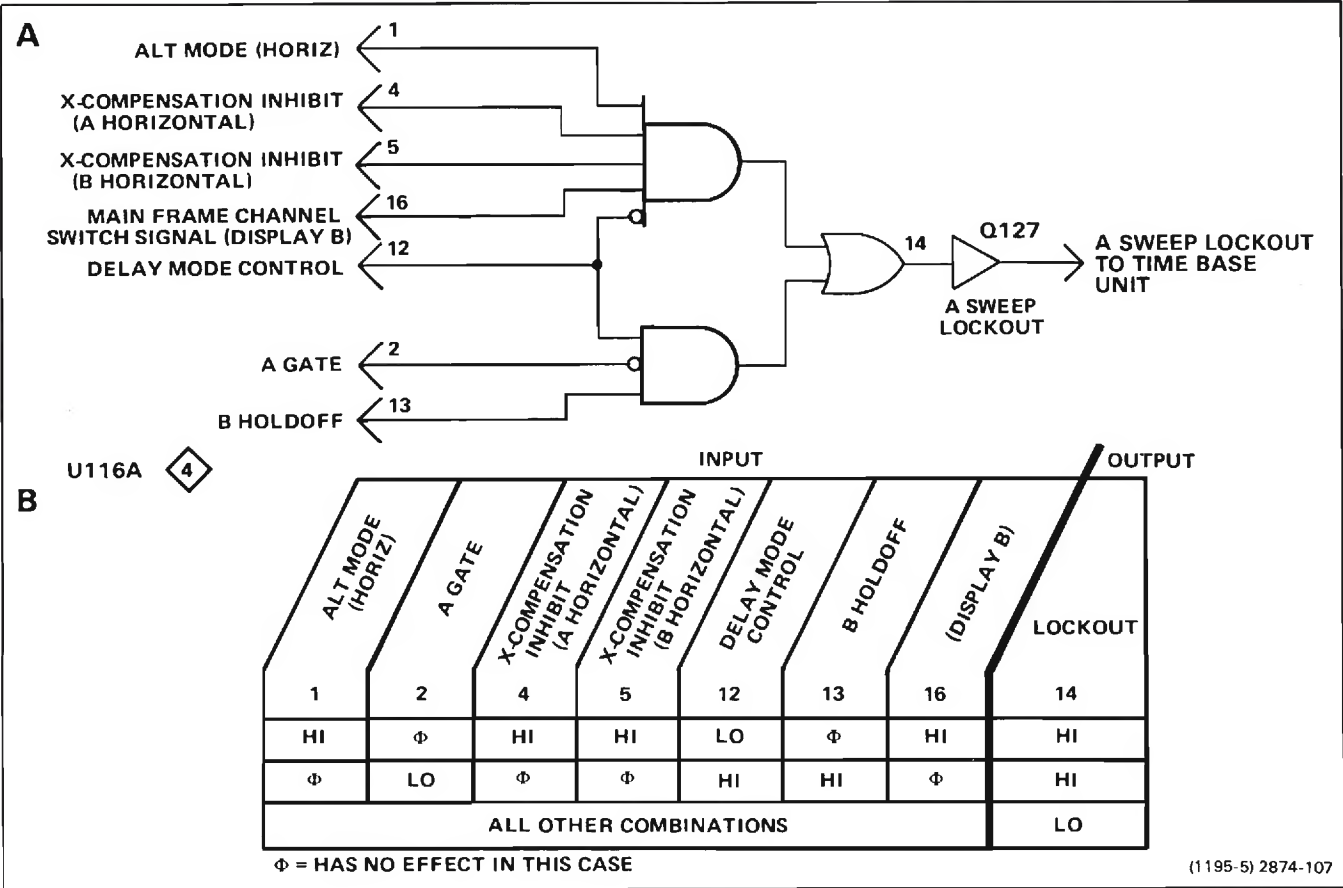 A
ALT MODE (HORIZ)
1
X-COMPENSATION INHIBIT
(A HORIZONTAL)
4
X-COMPENSATION INHIBIT
(B HORIZONTAL)
5
MAIN FRAME CHANNEL
SWITCH SIGNAL (DISPLAY B)
16
DELAY MODE CONTROL
12
A GATE
2
B HOLDOFF
13
14
Q127
A SWEEP
LOCKOUT
A SWEEP LOCKOUT
TO TIME BASE
UNIT
U116A
4
B
INPUT
OUTPUT
ALT MODE
(HORIZ)
A GATE
X-COMPENSATION
INHIBIT
(A HORIZONTAL)
X-COMPENSATION
INHIBIT
(B HORIZONTAL)
DELAY MODE
CONTROL
B HOLDOFF
(DISPLAY B)
LOCKOUT
1 2 4 5 12 13 16 14
HI Φ HI HI LO Φ HI HI
Φ LO Φ Φ HI HI Φ HI
ALL OTHER COMBINATIONS LO
Φ = HAS NO EFFECT IN THIS CASE
(1195-5) 2874-107